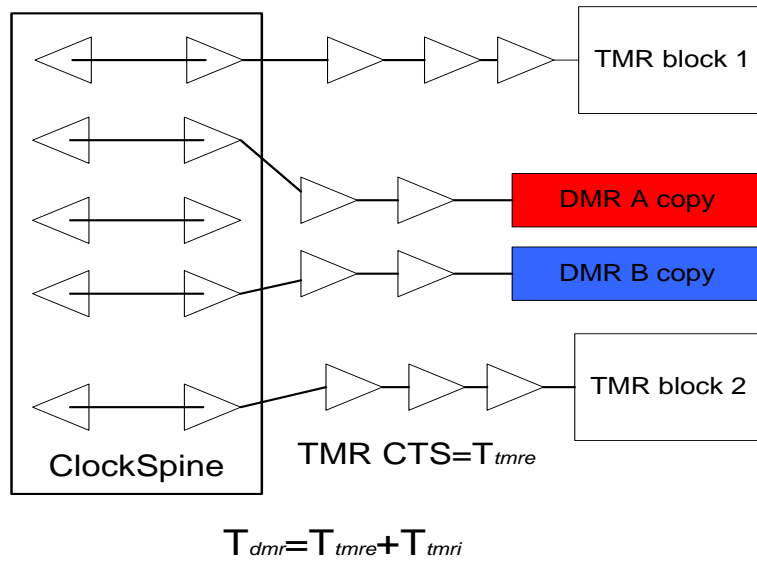 TMR block 1
DMR A copy
DMR B copy
TMR block 2
ClockSpine
TMR CTS=Ttmre
Tdmr=Ttmre+Ttmri